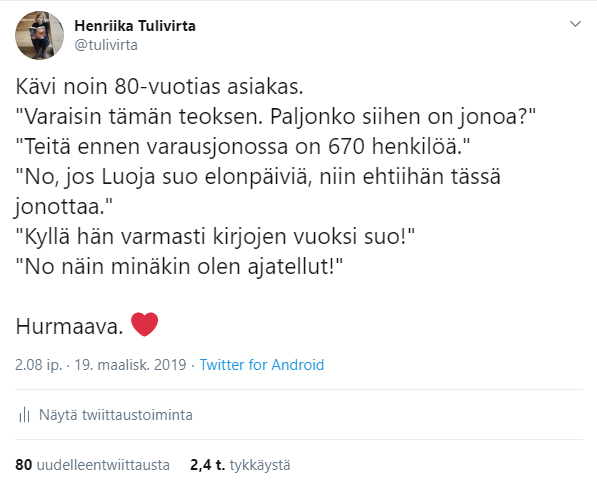 Henriika Tulivirta
@tulivirta
Kävi noin 80-vuotias asiakas.
"Varaisin tämän teoksen. Paljonko siihen on jonoa?"
"Teitä ennen varausjonossa on 670 henkilöä."
"No, jos Luoja suo elonpäiviä, niin ehtiihän tässä
jonottaa."
"Kyllä hän varmasti kirjojen vuoksi suo!"
"No näin minäkin olen ajatellut!"
Hurmaava. ❤️
2.08 ip. · 19. maalisk. 2019 · Twitter for Android
Näytä twiittaustoiminta
80 uudelleentwiittausta 2,4 t. tykkäystä